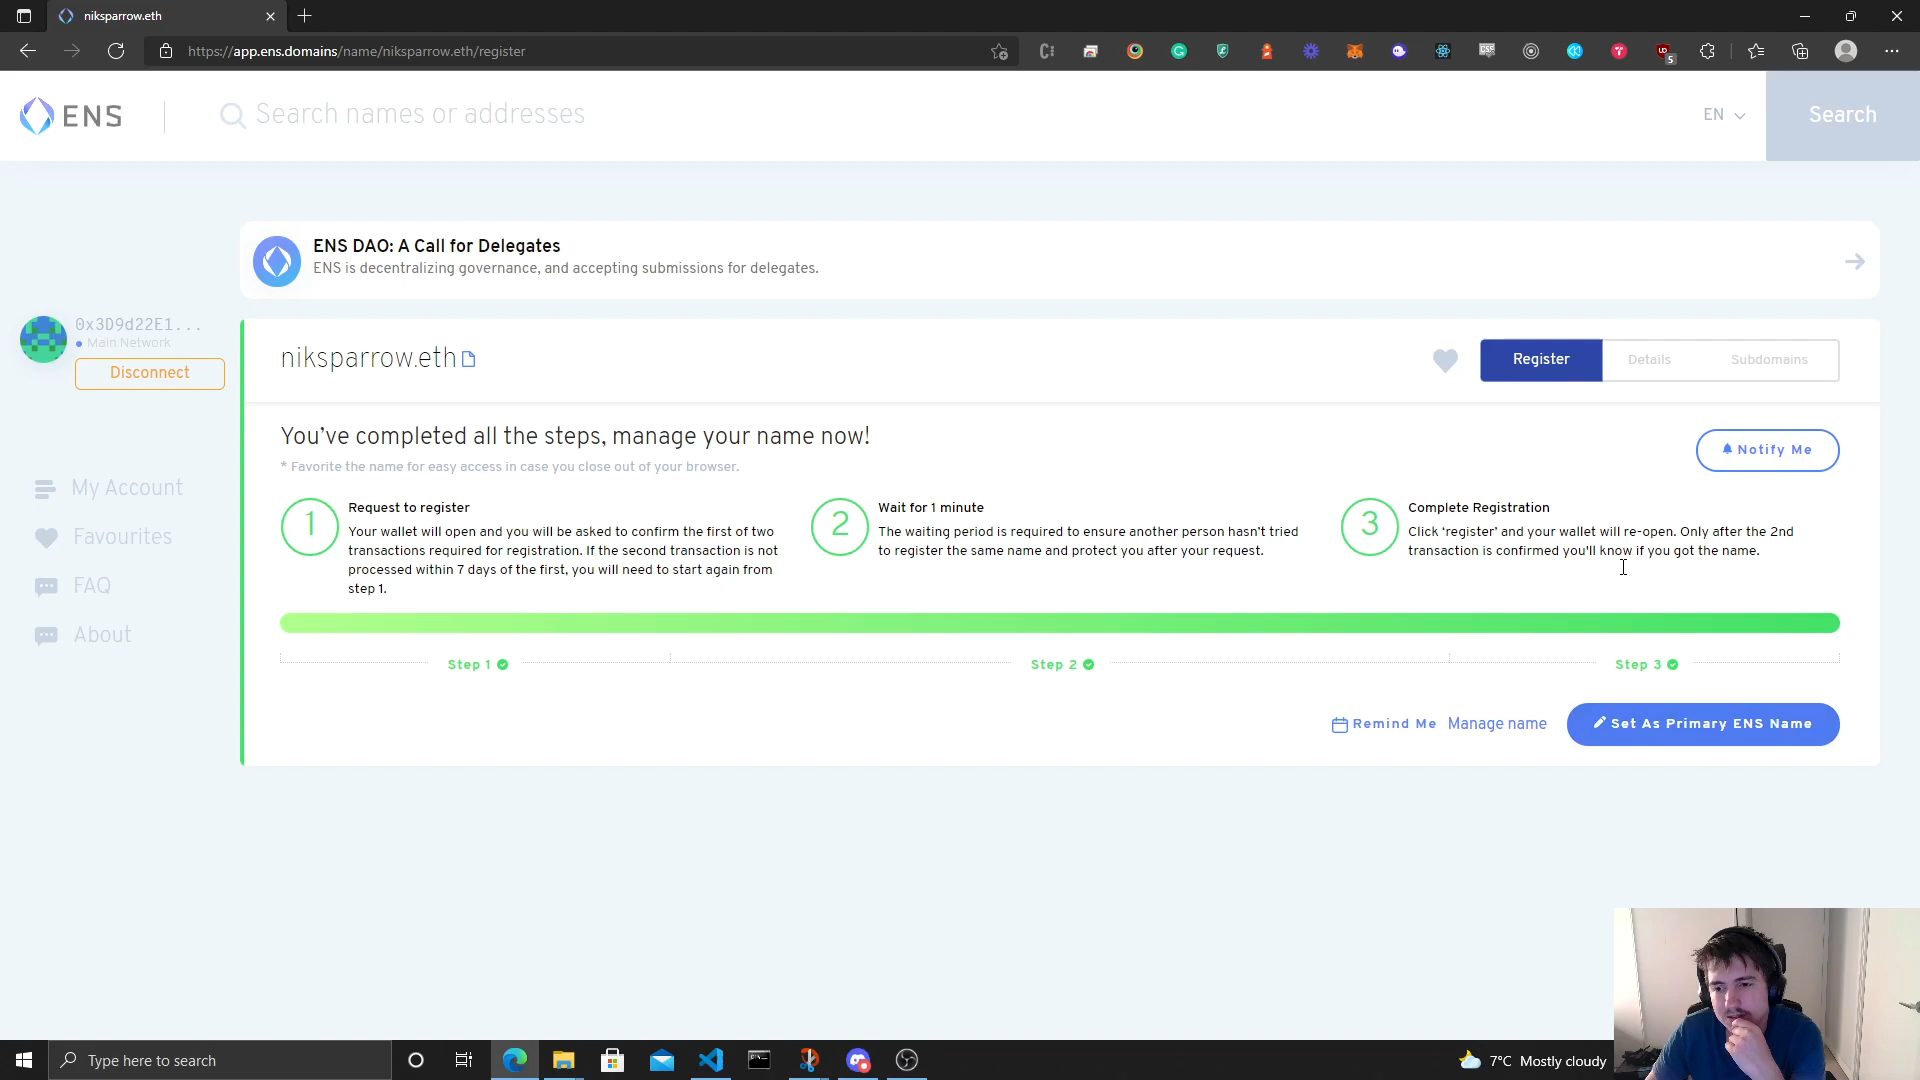 niksparrow.eth
https://app.ens.domains/name/niksparrow.eth/register
5
ENS
Search names or addresses
EN
Search
ENS DAO: A Call for Delegates
ENS is decentralizing governance, and accepting submissions for delegates.
0x3D9d22E1...
Main Network
Disconnect
niksparrow.eth
Register
Details
Subdomains
You've completed all the steps, manage your name now!
* Favorite the name for easy access in case you close out of your browser.
Notify Me
My Account
Favourites
FAQ
About
1
Request to register
Your wallet will open and you will be asked to confirm the first of two
transactions required for registration. If the second transaction is not
processed within 7 days of the first, you will need to start again from
step 1.
2
Wait for 1 minute
The waiting period is required to ensure another person hasn't tried
to register the same name and protect you after your request.
3
Complete Registration
Click ‘register’ and your wallet will re-open. Only after the 2nd
transaction is confirmed you'll know if you got the name.
Step 1
Step 2
Step 3
Remind Me
Manage name
Set As Primary ENS Name
Type here to search
7°C Mostly cloudy